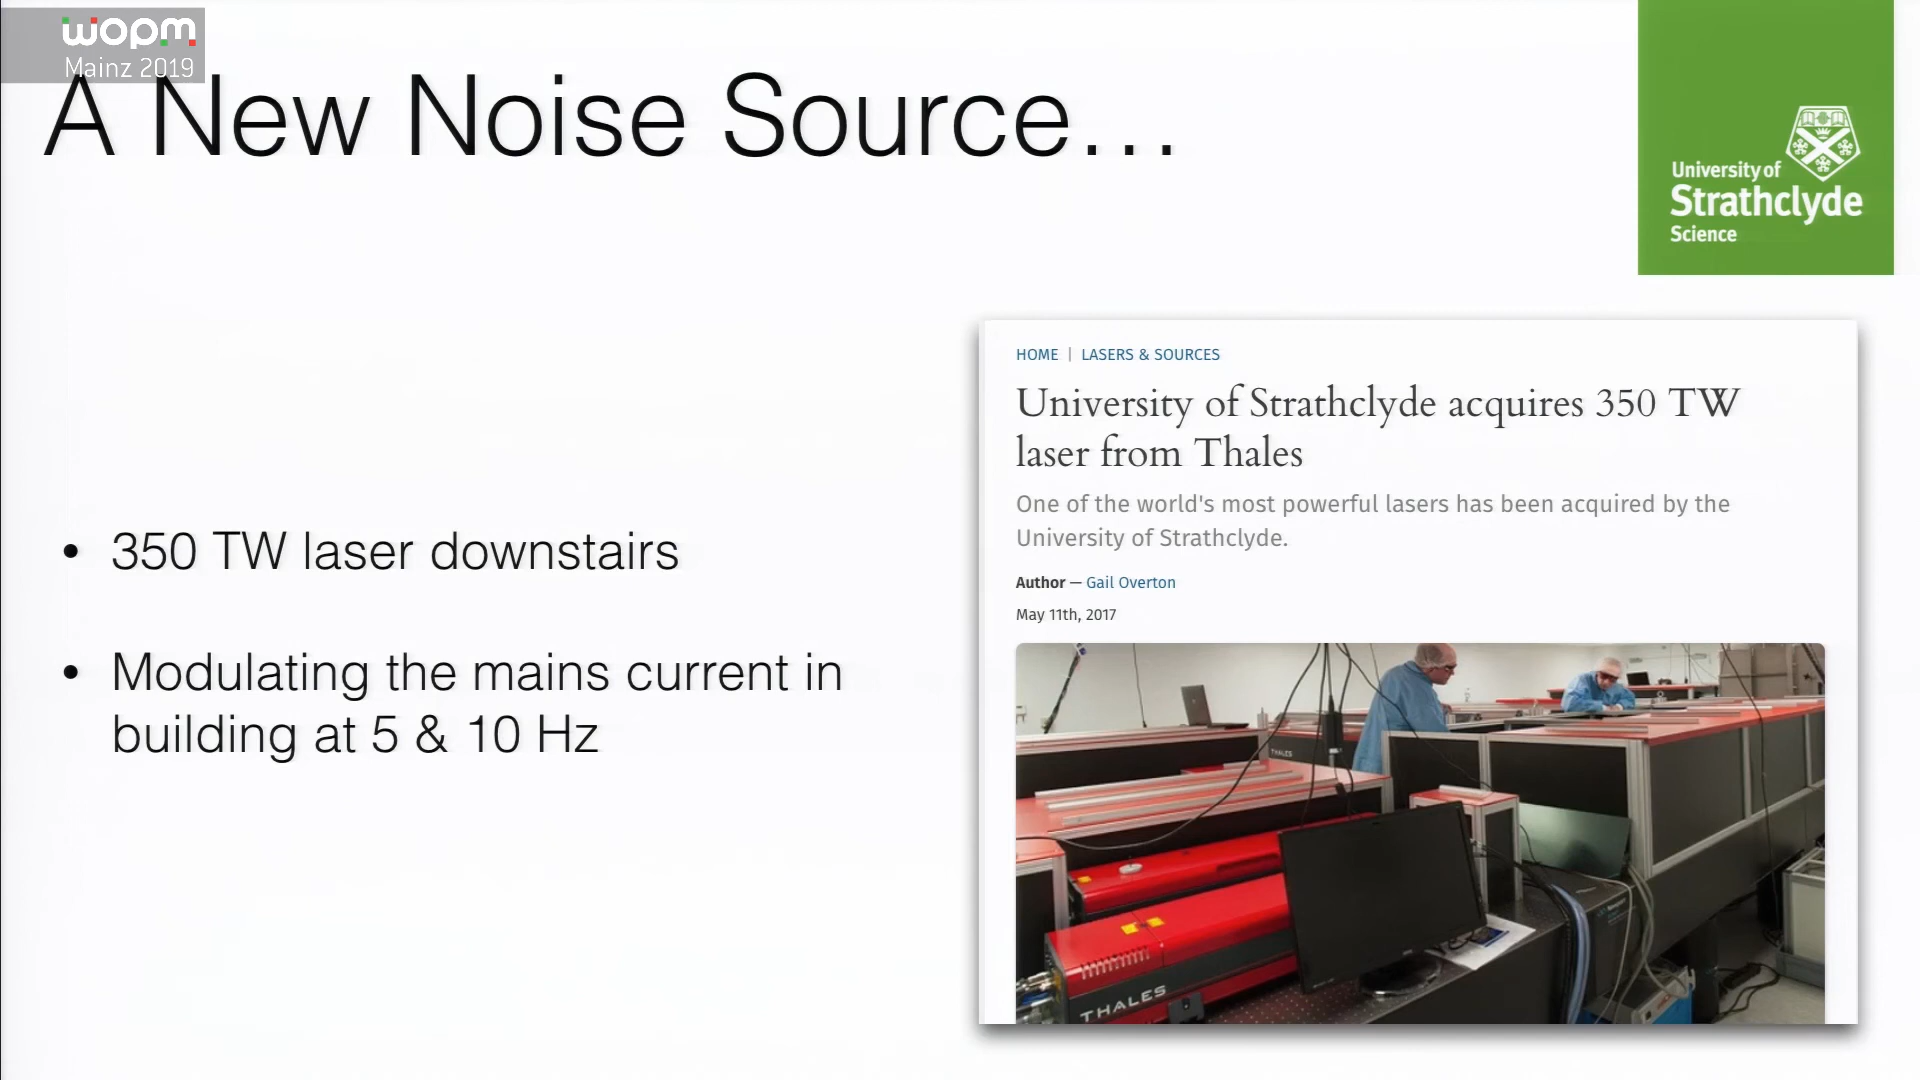 wopm
Mainz 2019
A New Noise Source...
University of
Strathclyde
Science
• 350 TW laser downstairs
• Modulating the mains current in
building at 5 & 10 Hz
HOME | LASERS & SOURCES
University of Strathclyde acquires 350 TW
laser from Thales
One of the world's most powerful lasers has been acquired by the
University of Strathclyde.
Author — Gail Overton
May 11th, 2017
THALES
THALES